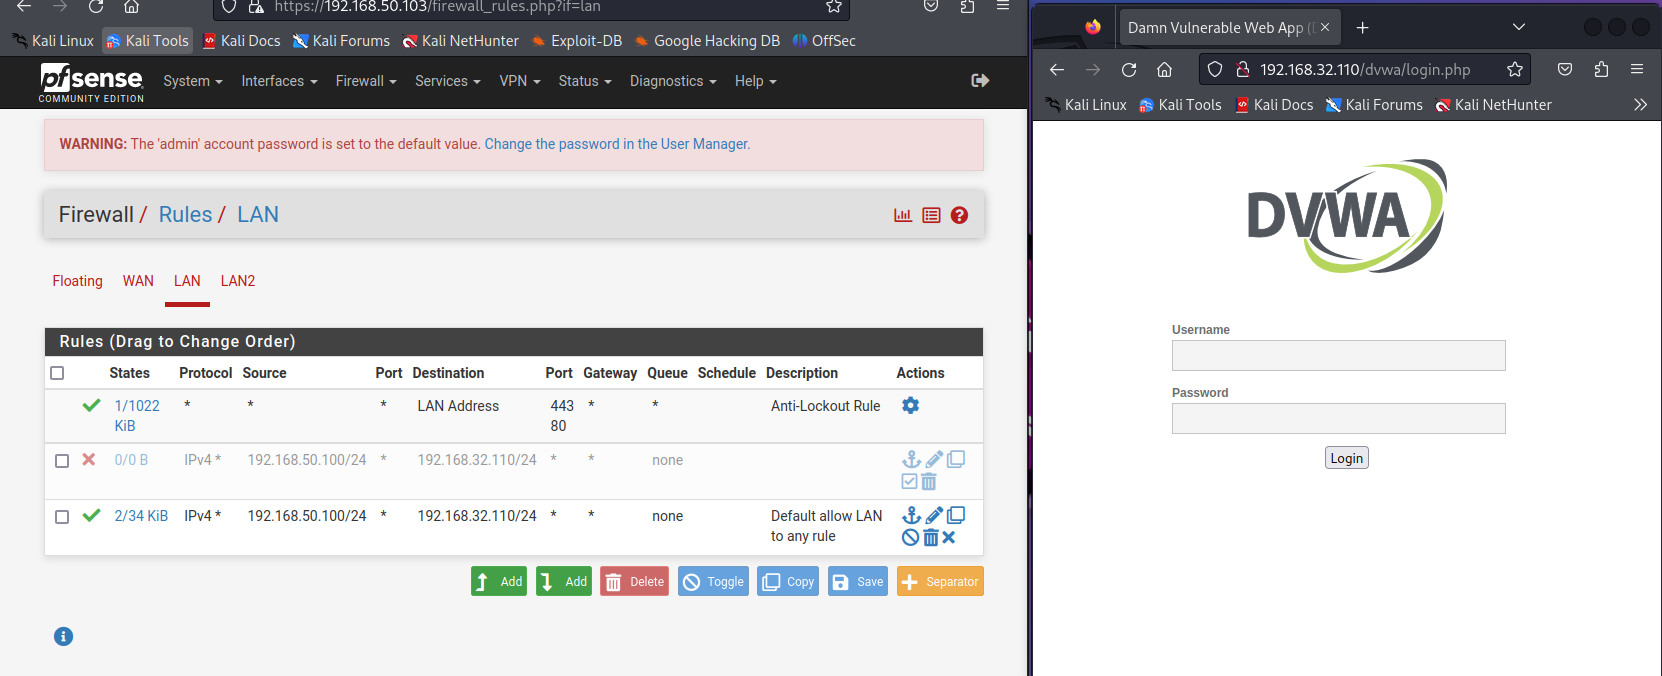 https://192.168.50.103/firewall_rules.php?if=lan
Kali Linux Kali Tools Kali Docs Kali Forums Kali NetHunter Exploit-DB Google Hacking DB OffSec
pfsense COMMUNITY EDITION System Interfaces Firewall Services VPN Status Diagnostics Help
WARNING: The 'admin' account password is set to the default value. Change the password in the User Manager.
Firewall / Rules / LAN
Floating WAN LAN LAN2
Rules (Drag to Change Order)
States Protocol Source Port Destination Port Gateway Queue Schedule Description Actions
1/1022 * * * LAN Address 443 * * Anti-Lockout Rule
KiB 80
0/0 B IPv4 * 192.168.50.100/24 * 192.168.32.110/24 * * none
2/34 KiB IPv4 * 192.168.50.100/24 * 192.168.32.110/24 * * none Default allow LAN
to any rule
Add Add Delete Toggle Copy Save Separator
Damn Vulnerable Web App (
192.168.32.110/dvwa/login.php
Kali Linux Kali Tools Kali Docs Kali Forums Kali NetHunter
DVWA
Username
Password
Login